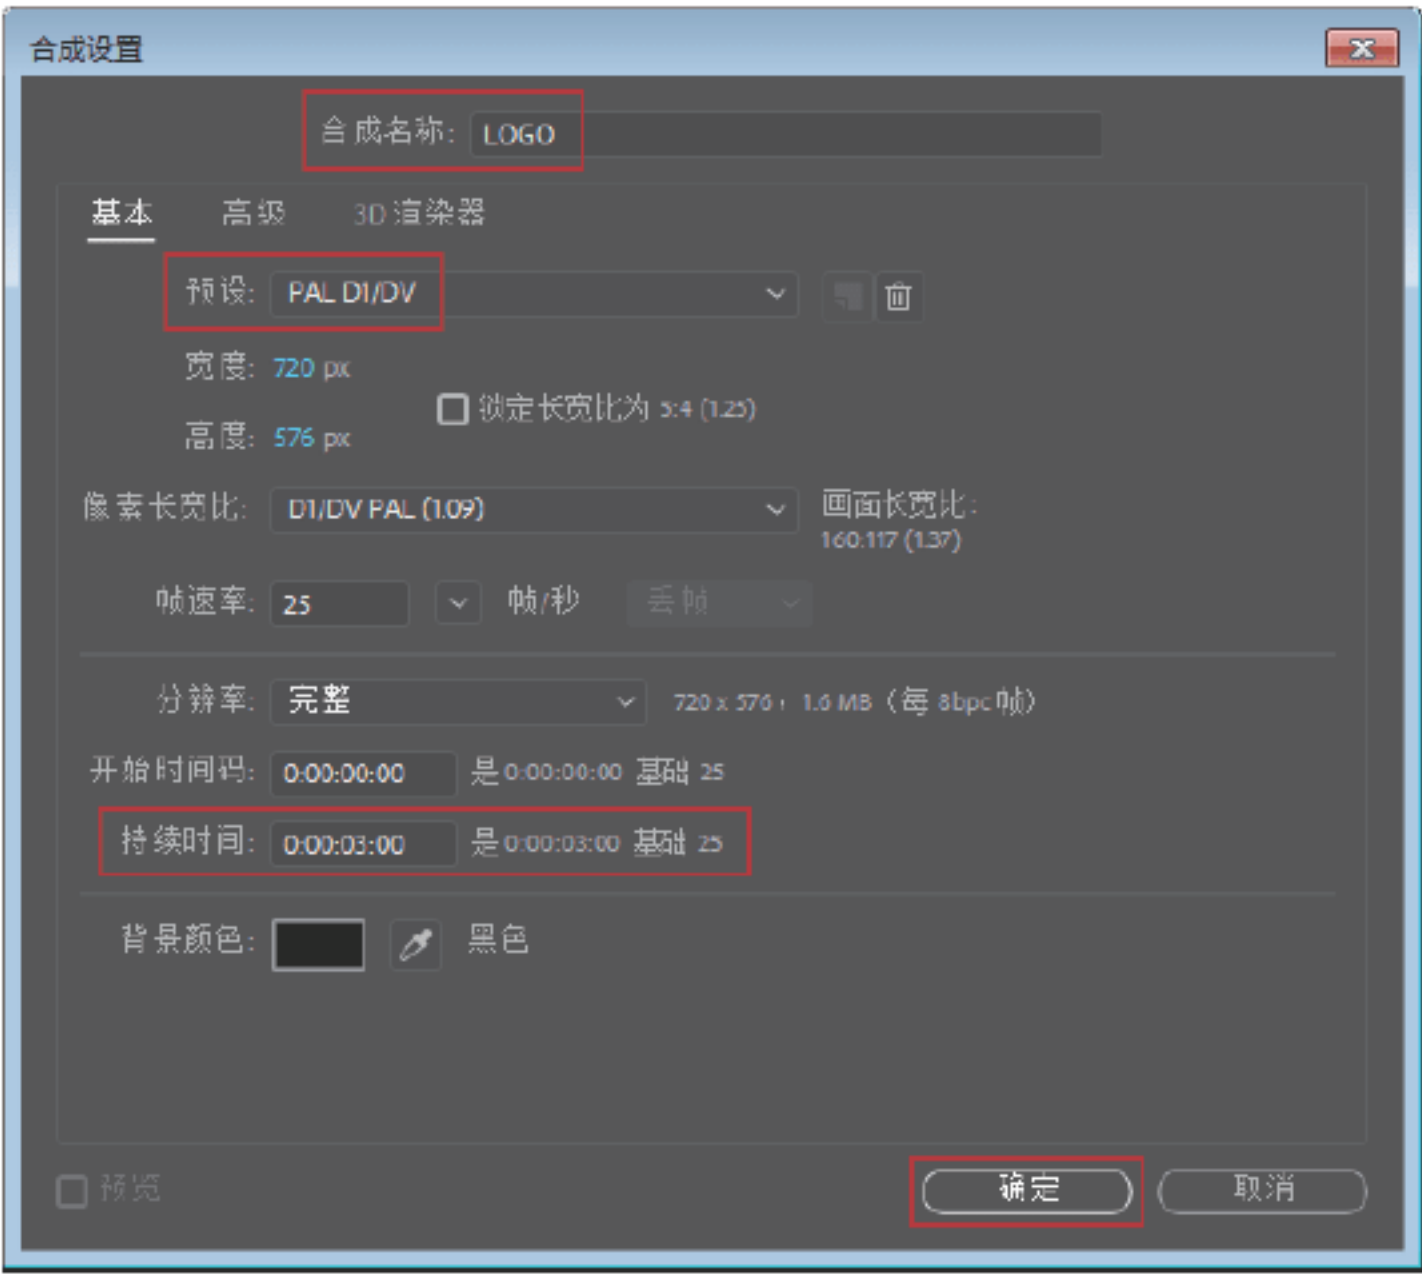 合成设置
合成名称: LOGO
基本 高级 3D 渲染器
预设: PAL D1/DV
宽度: 720 px
锁定长宽比为 5:4 (1.25)
高度: 576 px
像素长宽比: D1/DV PAL (1.09)
画面长宽比:
160:117 (1.37)
帧速率: 25 帧/秒 丢帧
分辨率: 完整 720 x 576， 1.6 MB（每 8bpc 帧）
开始时间码: 0:00:00:00 是 0:00:00:00 基础 25
持续时间: 0:00:03:00 是 0:00:03:00 基础 25
背景颜色: 黑色
预览 确定 取消